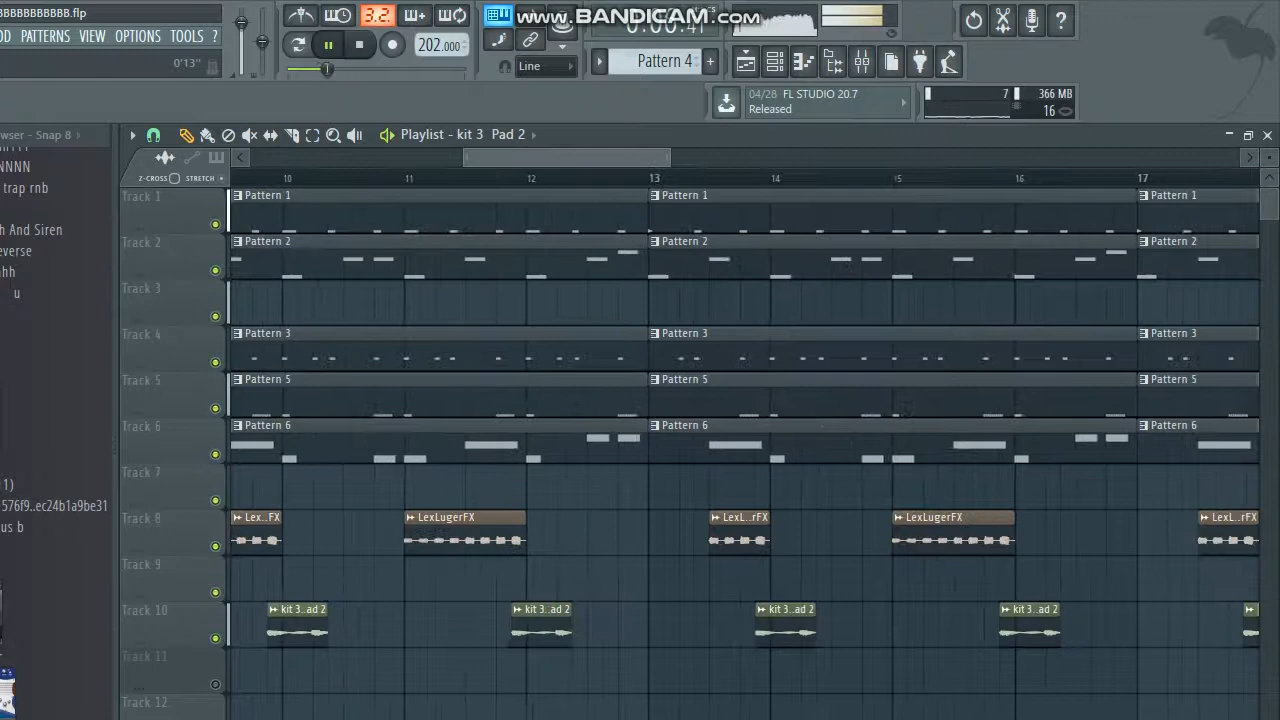 BBBBBBBBBBB.flp
www.BANDICAM.com
3.2.
0:00:41
OD PATTERNS VIEW OPTIONS TOOLS ?
202.000
Line
Pattern 4
0'13"
04/28 FL STUDIO 20.7
Released
7
366 MB
16
wser - Snap 8
Playlist - kit 3 Pad 2
NNNN
trap rnb
h And Siren
everse
hh
u
1)
576f9..ec24b1a9be31
us b
Z-CROSS STRETCH
10 11 12 13 14 15 16 17
Track 1
Pattern 1 Pattern 1 Pattern 1
Track 2
Pattern 2 Pattern 2 Pattern 2
Track 3
Track 4
Pattern 3 Pattern 3 Pattern 3
Track 5
Pattern 5 Pattern 5 Pattern 5
Track 6
Pattern 6 Pattern 6 Pattern 6
Track 7
Track 8
Lex..FX LexLugerFX LexL..rFX LexLugerFX LexL..rFX
Track 9
Track 10
kit 3..ad 2 kit 3..ad 2 kit 3..ad 2 kit 3..ad 2
Track 11
Track 12